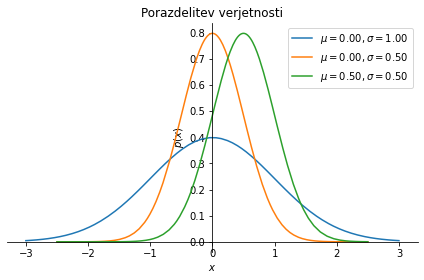 Porazdelitev verjetnosti
μ = 0.00, σ = 1.00
μ = 0.00, σ = 0.50
μ = 0.50, σ = 0.50
p(x)
0.8
0.7
0.6
0.5
0.4
0.3
0.2
0.1
0.0
−3 −2 −1 0 1 2 3
x